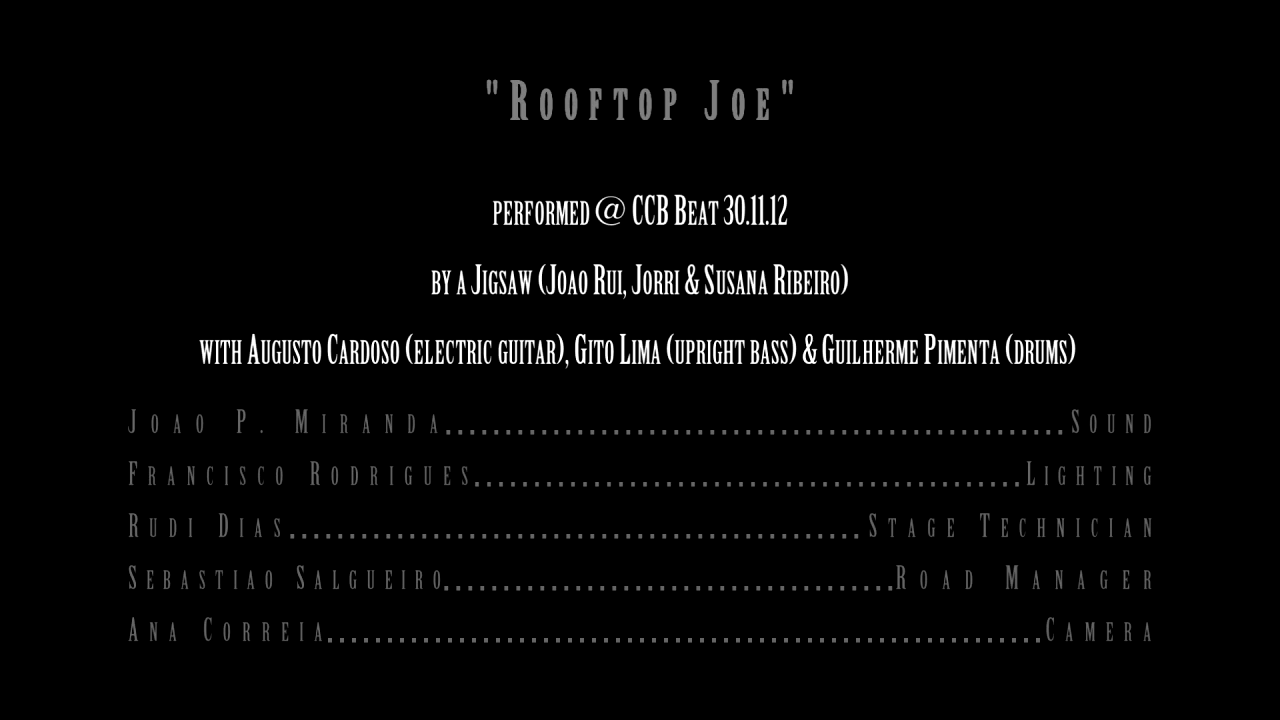 "Rooftop Joe"
performed @ CCB Beat 30.11.12
by a Jigsaw (Joao Rui, Jorri & Susana Ribeiro)
with Augusto Cardoso (electric guitar), Gito Lima (upright bass) & Guilherme Pimenta (drums)
Joao P. Miranda....................................................Sound
Francisco Rodrigues..............................................Lighting
Rudi Dias................................................Stage Technician
Sebastiao Salgueiro......................................Road Manager
Ana Correia............................................................Camera